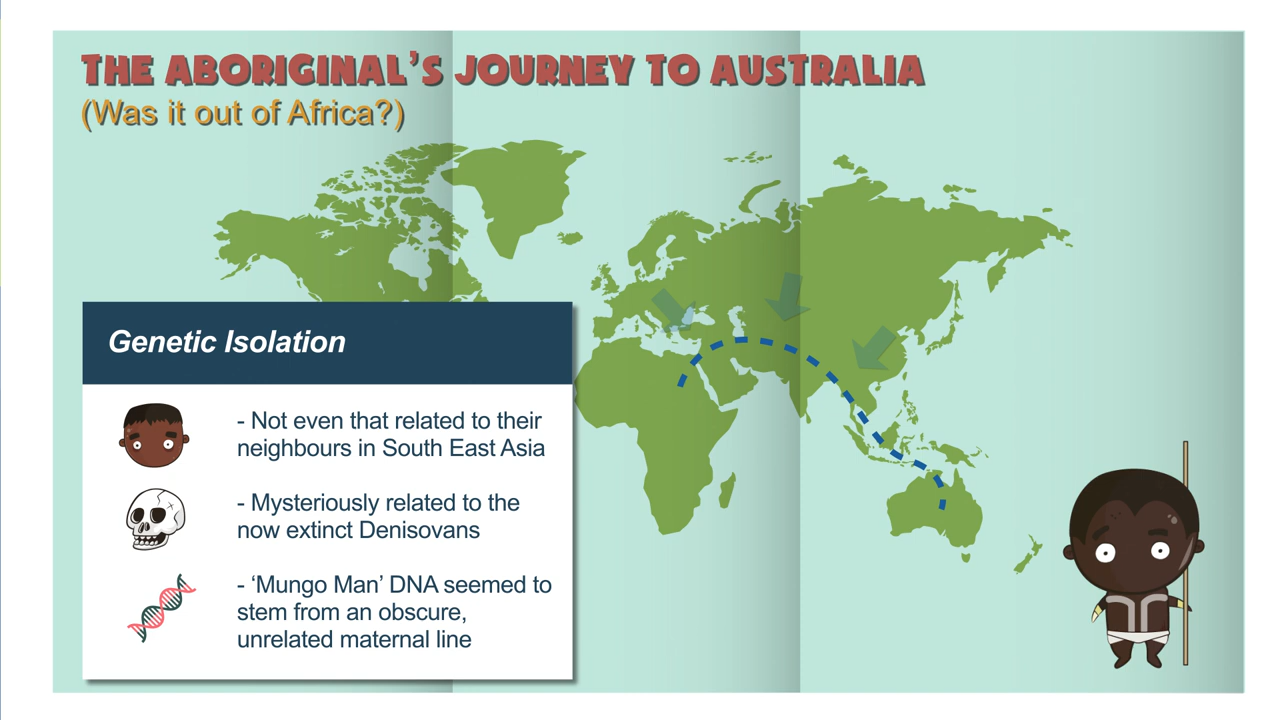 THE ABORIGINAL'S JOURNEY TO AUSTRALIA
(Was it out of Africa?)
Genetic Isolation
- Not even that related to their
neighbours in South East Asia
- Mysteriously related to the
now extinct Denisovans
- ‘Mungo Man’ DNA seemed to
stem from an obscure,
unrelated maternal line